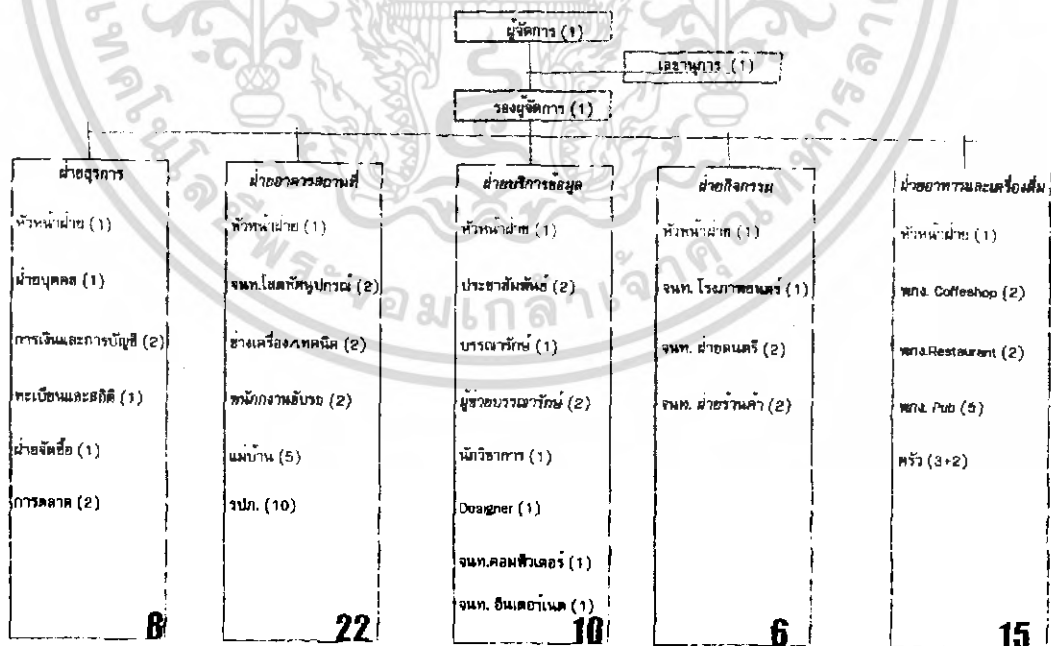 ผู้จัดการ (1)
เลขานุการ (1)
รองผู้จัดการ (1)
ฝ่ายธุรการ
หัวหน้าฝ่าย (1)
ฝ่ายบุคคล (1)
การเงินและการบัญชี (2)
ทะเบียนและสถิติ (1)
ฝ่ายจัดซื้อ (1)
การตลาด (2)
8
ฝ่ายอาคารสถานที่
หัวหน้าฝ่าย (1)
จนท.โสตทัศนูปกรณ์ (2)
ช่างเครื่อง/เทคนิค (2)
พนักงานขับรถ (2)
แม่บ้าน (5)
รปภ. (10)
22
ฝ่ายบริการข้อมูล
หัวหน้าฝ่าย (1)
ประชาสัมพันธ์ (2)
บรรณารักษ์ (1)
ผู้ช่วยบรรณารักษ์ (2)
นักวิชาการ (1)
Designer (1)
จนท.คอมพิวเตอร์ (1)
จนท. อินเตอร์เนต (1)
10
ฝ่ายกิจกรรม
หัวหน้าฝ่าย (1)
จนท. โรงภาพยนตร์ (1)
จนท. ฝ่ายดนตรี (2)
จนท. ฝ่ายร้านค้า (2)
6
ฝ่ายอาหารและเครื่องดื่ม
หัวหน้าฝ่าย (1)
พกง. Coffeshop (2)
พกง.Restaurant (2)
พกง. Pub (5)
ครัว (3+2)
15